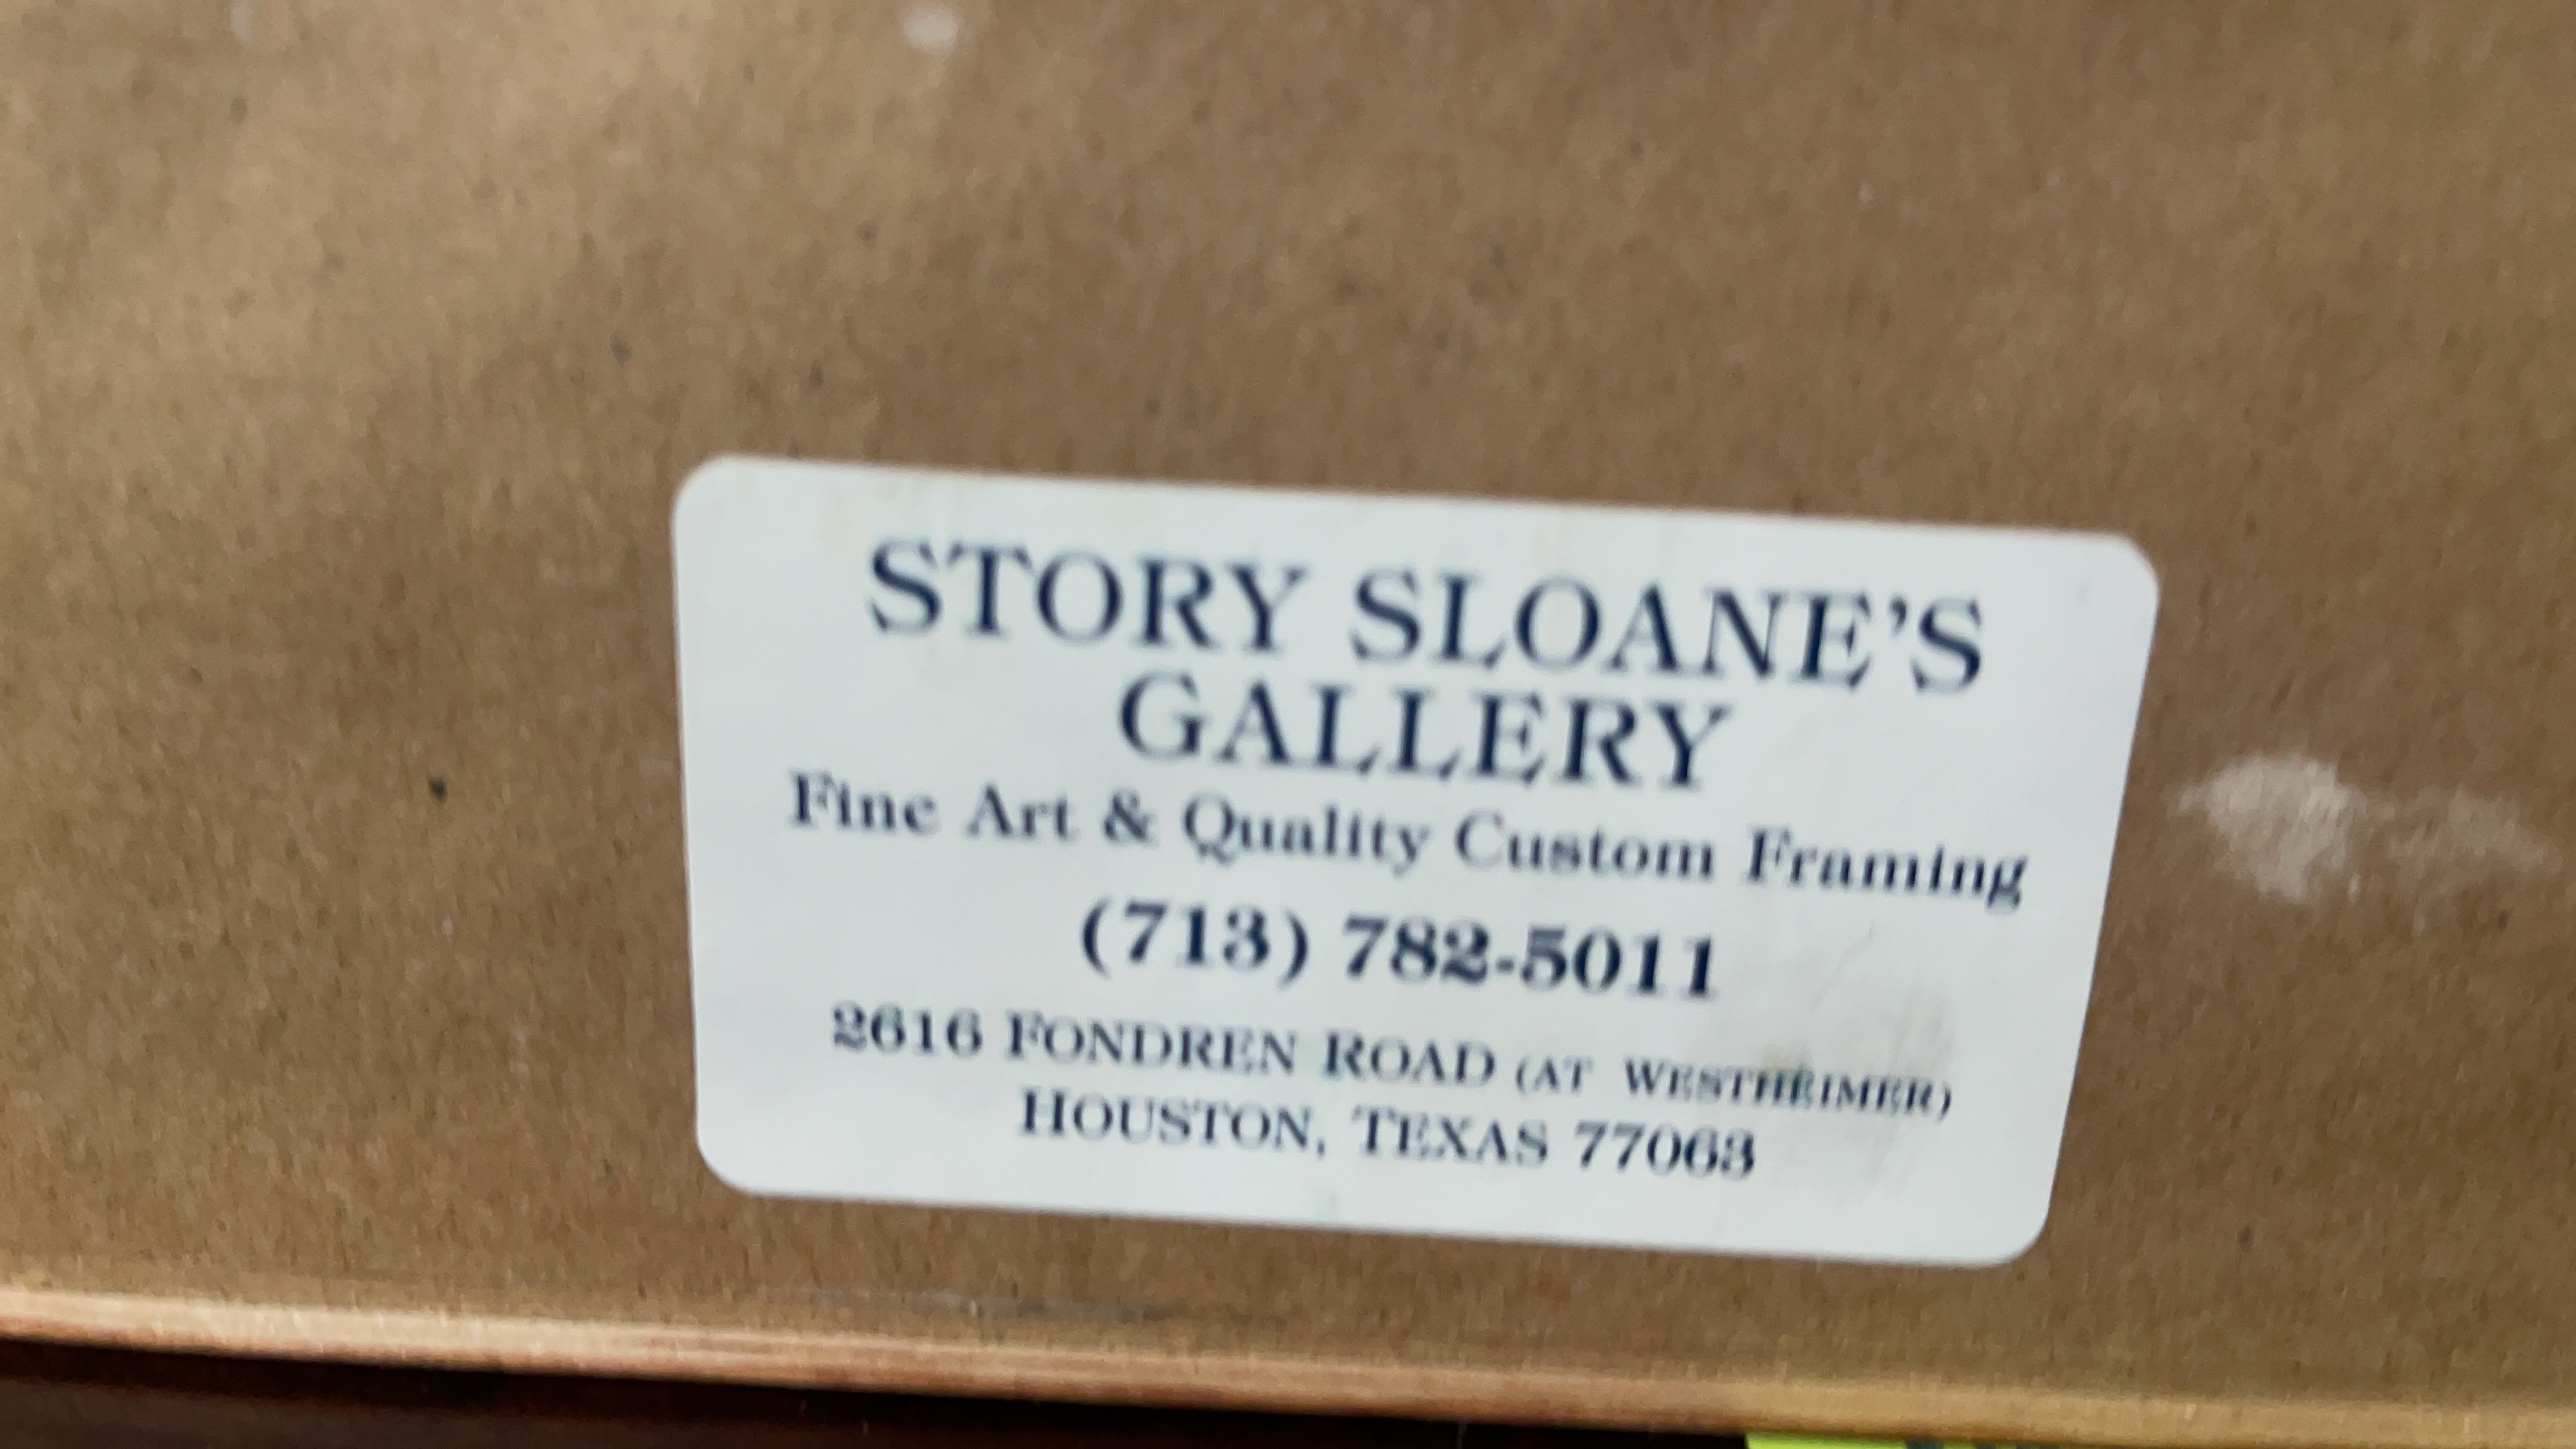 STORY SLOANE'S
GALLERY
Fine Art & Quality Custom Framing
(713) 782-5011
2616 FONDREN ROAD (AT WESTHEIMER)
HOUSTON, TEXAS 77063